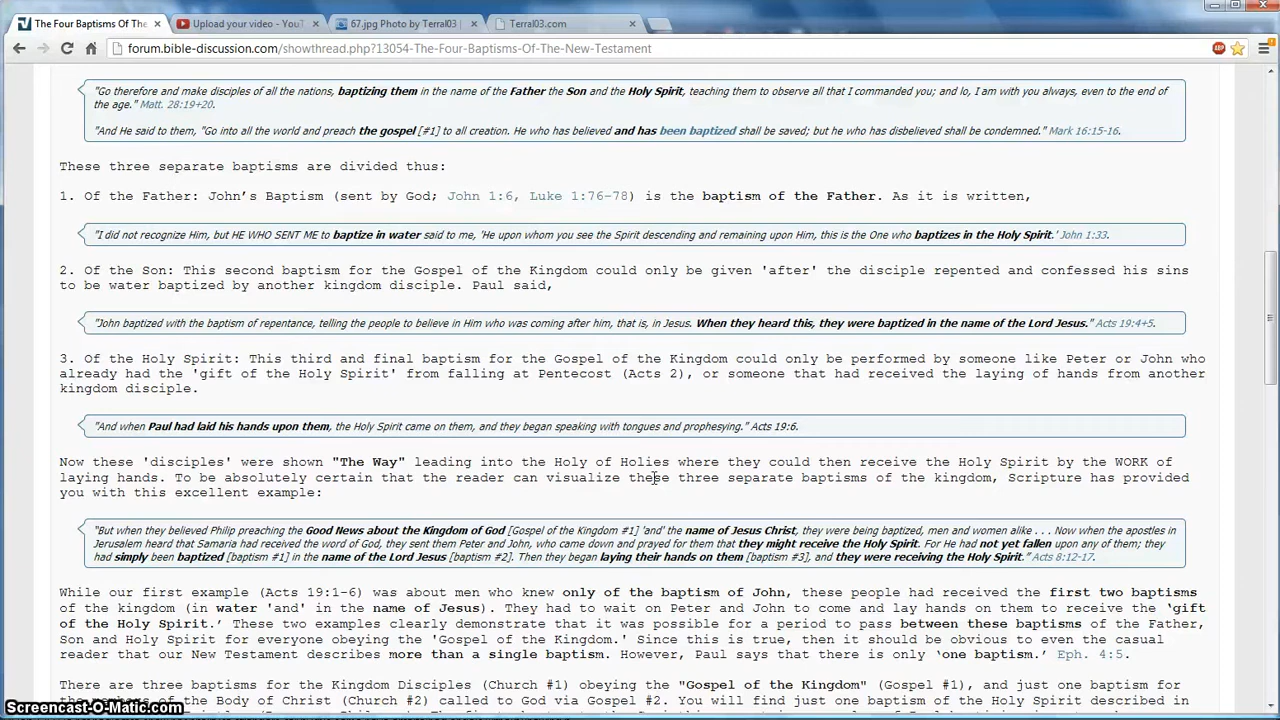 The Four Baptisms Of The
Upload your video - YouT
67.jpg Photo by Terral03 |
Terral03.com
forum.bible-discussion.com/showthread.php?13054-The-Four-Baptisms-Of-The-New-Testament
"Go therefore and make disciples of all the nations, baptizing them in the name of the Father the Son and the Holy Spirit, teaching them to observe all that I commanded you; and lo, I am with you always, even to the end of
the age." Matt. 28:19+20.
"And He said to them, "Go into all the world and preach the gospel [#1] to all creation. He who has believed and has been baptized shall be saved; but he who has disbelieved shall be condemned." Mark 16:15-16.
These three separate baptisms are divided thus:
1. Of the Father: John’s Baptism (sent by God; John 1:6, Luke 1:76-78) is the baptism of the Father. As it is written,
"I did not recognize Him, but HE WHO SENT ME to baptize in water said to me, 'He upon whom you see the Spirit descending and remaining upon Him, this is the One who baptizes in the Holy Spirit.' John 1:33.
2. Of the Son: This second baptism for the Gospel of the Kingdom could only be given 'after' the disciple repented and confessed his sins
to be water baptized by another kingdom disciple. Paul said,
"John baptized with the baptism of repentance, telling the people to believe in Him who was coming after him, that is, in Jesus. When they heard this, they were baptized in the name of the Lord Jesus." Acts 19:4+5.
3. Of the Holy Spirit: This third and final baptism for the Gospel of the Kingdom could only be performed by someone like Peter or John who
already had the 'gift of the Holy Spirit' from falling at Pentecost (Acts 2), or someone that had received the laying of hands from another
kingdom disciple.
"And when Paul had laid his hands upon them, the Holy Spirit came on them, and they began speaking with tongues and prophesying." Acts 19:6.
Now these 'disciples' were shown "The Way" leading into the Holy of Holies where they could then receive the Holy Spirit by the WORK of
laying hands. To be absolutely certain that the reader can visualize these three separate baptisms of the kingdom, Scripture has provided
you with this excellent example:
"But when they believed Philip preaching the Good News about the Kingdom of God [Gospel of the Kingdom #1] 'and' the name of Jesus Christ, they were being baptized, men and women alike . . . Now when the apostles in
Jerusalem heard that Samaria had received the word of God, they sent them Peter and John, who came down and prayed for them that they might receive the Holy Spirit. For He had not yet fallen upon any of them; they
had simply been baptized [baptism #1] in the name of the Lord Jesus [baptism #2]. Then they began laying their hands on them [baptism #3], and they were receiving the Holy Spirit.” Acts 8:12-17.
While our first example (Acts 19:1-6) was about men who knew only of the baptism of John, these people had received the first two baptisms
of the kingdom (in water 'and' in the name of Jesus). They had to wait on Peter and John to come and lay hands on them to receive the ‘gift
of the Holy Spirit.’ These two examples clearly demonstrate that it was possible for a period to pass between these baptisms of the Father,
Son and Holy Spirit for everyone obeying the 'Gospel of the Kingdom.' Since this is true, then it should be obvious to even the casual
reader that our New Testament describes more than a single baptism. However, Paul says that there is only ‘one baptism.’ Eph. 4:5.
There are three baptisms for the Kingdom Disciples (Church #1) obeying the "Gospel of the Kingdom" (Gospel #1), and just one baptism for
the members of the Body of Christ (Church #2) called to God via Gospel #2. You will find just one baptism of the Holy Spirit described in
Screencast-O-Matic.com